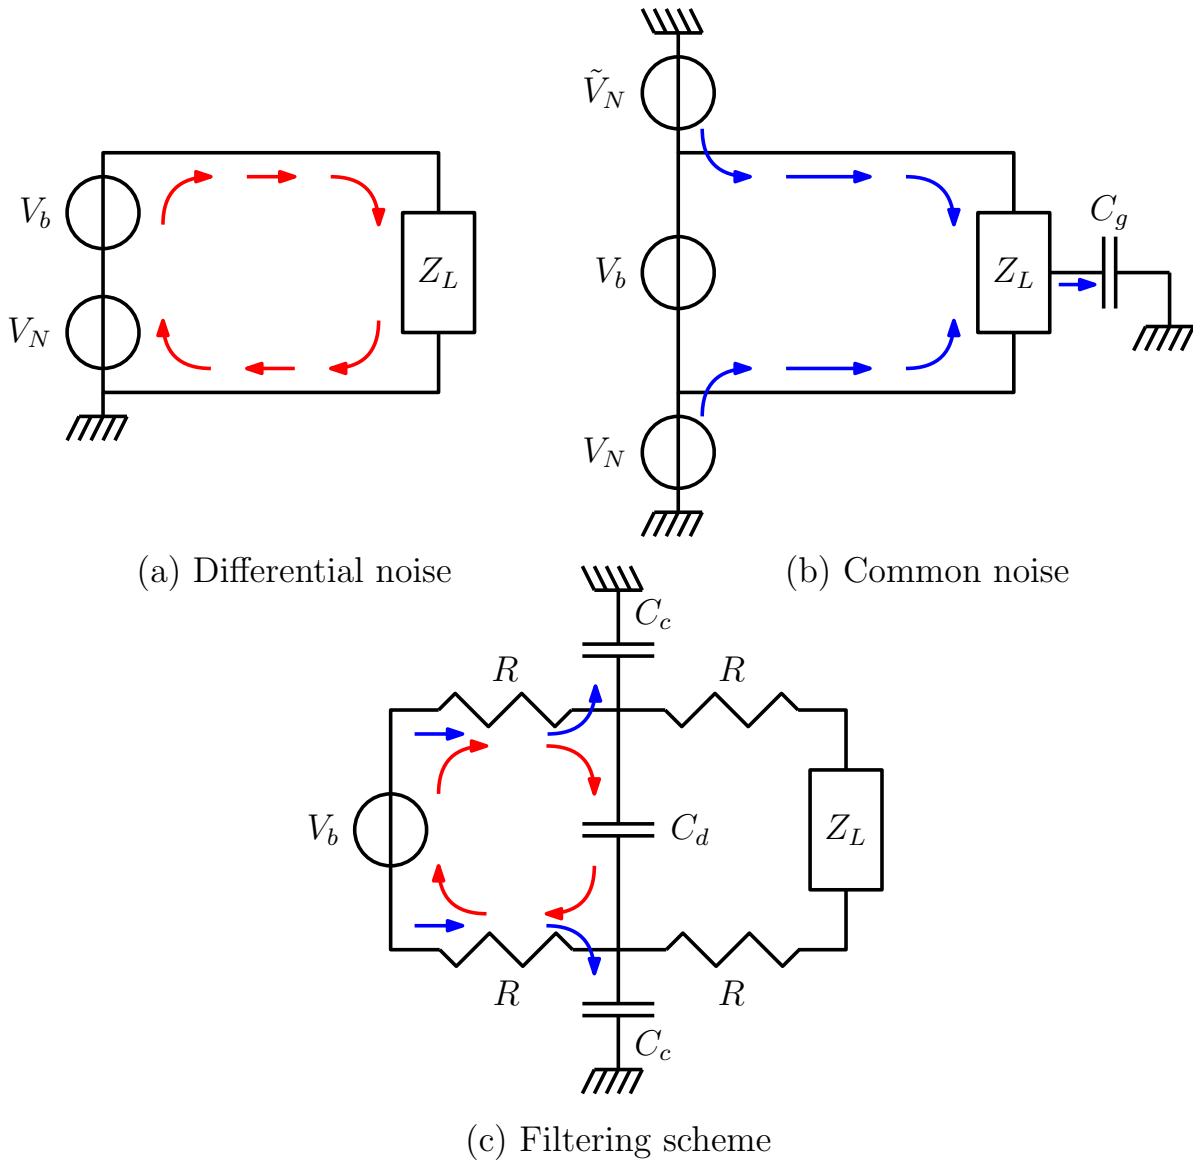 Ṽ_N
V_b
V_N
Z_L
V_b
Z_L
C_g
V_N
(a) Differential noise
(b) Common noise
C_c
R
R
V_b
C_d
Z_L
R
R
C_c
(c) Filtering scheme